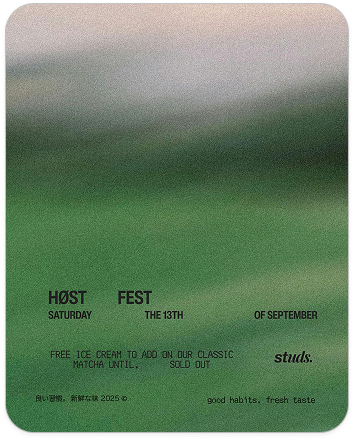 HØST FEST
SATURDAY THE 13TH OF SEPTEMBER
FREE ICE CREAM TO ADD ON OUR CLASSIC
MATCHA UNTIL, SOLD OUT
studs.
良い習慣, 新鮮な味 2025 ©
good habits, fresh taste